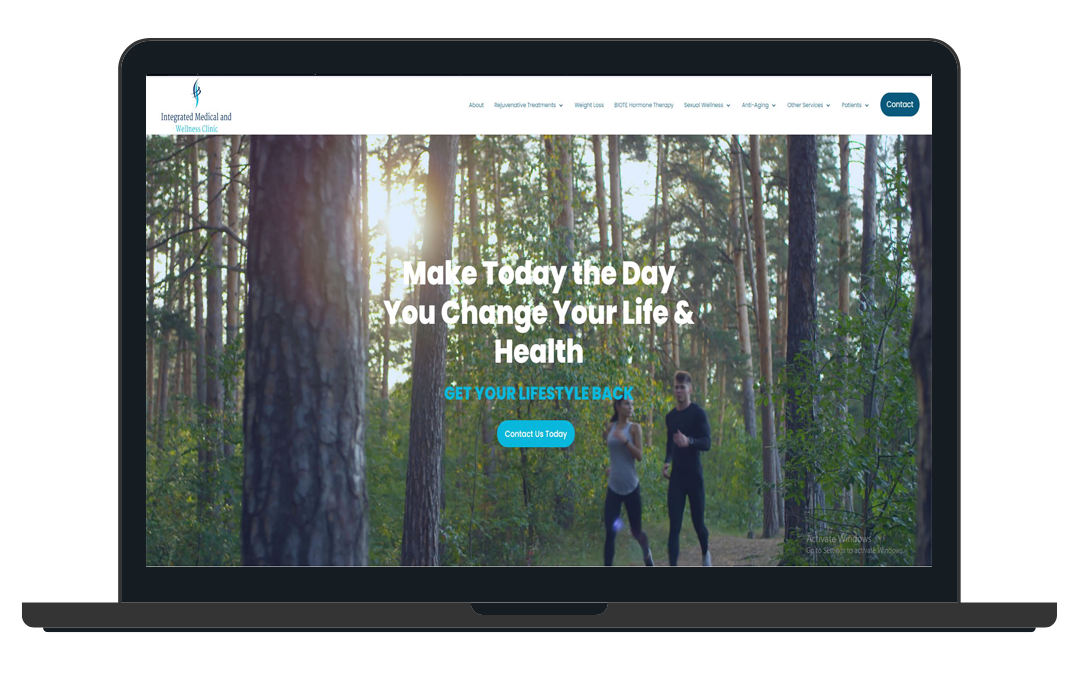 Integrated Medical and
Wellness Clinic
About Rejuvenative Treatments Weight Loss BIOTE Hormone Therapy Sexual Wellness Anti-Aging Other Services Patients Contact
Make Today the Day
You Change Your Life &
Health
GET YOUR LIFESTYLE BACK
Contact Us Today
Activate Windows
Go to Settings to activate Windows.